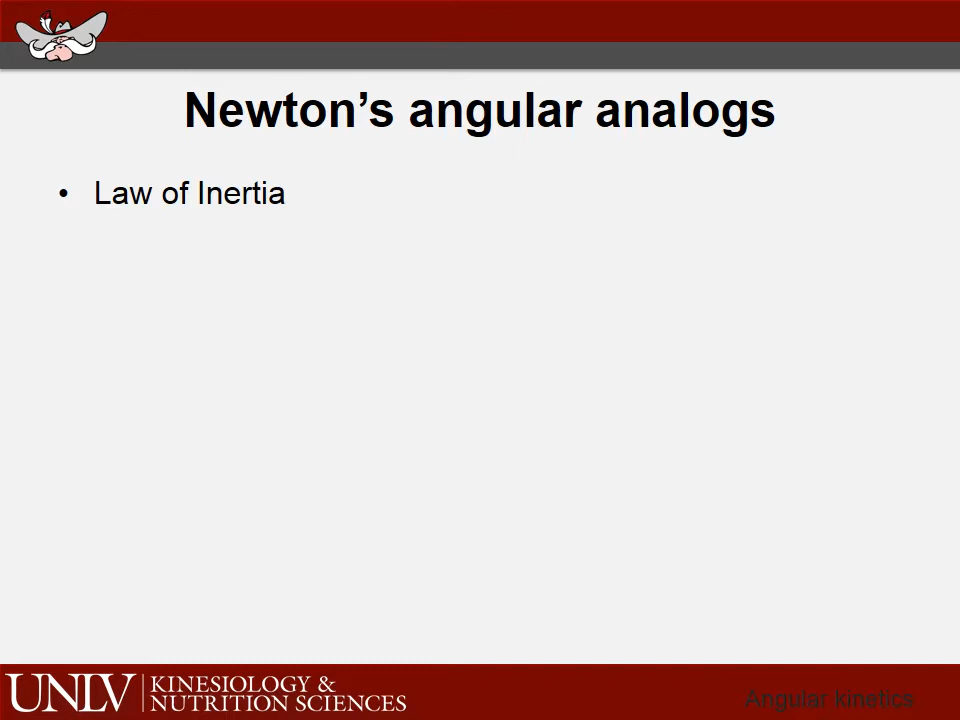 Newton’s angular analogs
• Law of Inertia
UNLV
KINESIOLOGY &
NUTRITION SCIENCES
Angular kinetics